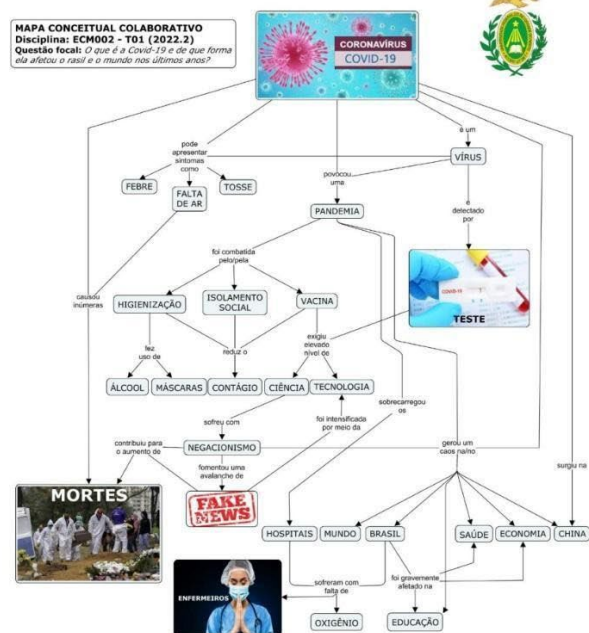 MAPA CONCEITUAL COLABORATIVO
Disciplina: ECM002 - T01 (2022.2)
Questão focal: O que é a Covid-19 e de que forma
ela afetou o rasil e o mundo nos últimos anos?
CORONAVÍRUS
COVID-19
pode
apresentar
sintomas
como
é um
VÍRUS
povocou
uma
FEBRE
FALTA
DE AR
TOSSE
PANDEMIA
é
detectado
por
foi combatida
pelo/pela
causou
inúmeras
HIGIENIZAÇÃO
ISOLAMENTO
SOCIAL
VACINA
COVID-19
TESTE
fez
uso de
reduz o
exigiu
elevado
nível de
ÁLCOOL
MÁSCARAS
CONTÁGIO
CIÊNCIA
TECNOLOGIA
sobrecarregou
os
sofreu com
foi intensificada
por meio da
contribuiu para
o aumento de
NEGACIONISMO
gerou um
caos na/no
fomentou uma
avalanche de
surgiu na
MORTES
FAKE
NEWS
HOSPITAIS
MUNDO
BRASIL
SAÚDE
ECONOMIA
CHINA
foi gravemente
afetado na
sofreram com
falta de
ENFERMEIROS
OXIGÊNIO
EDUCAÇÃO